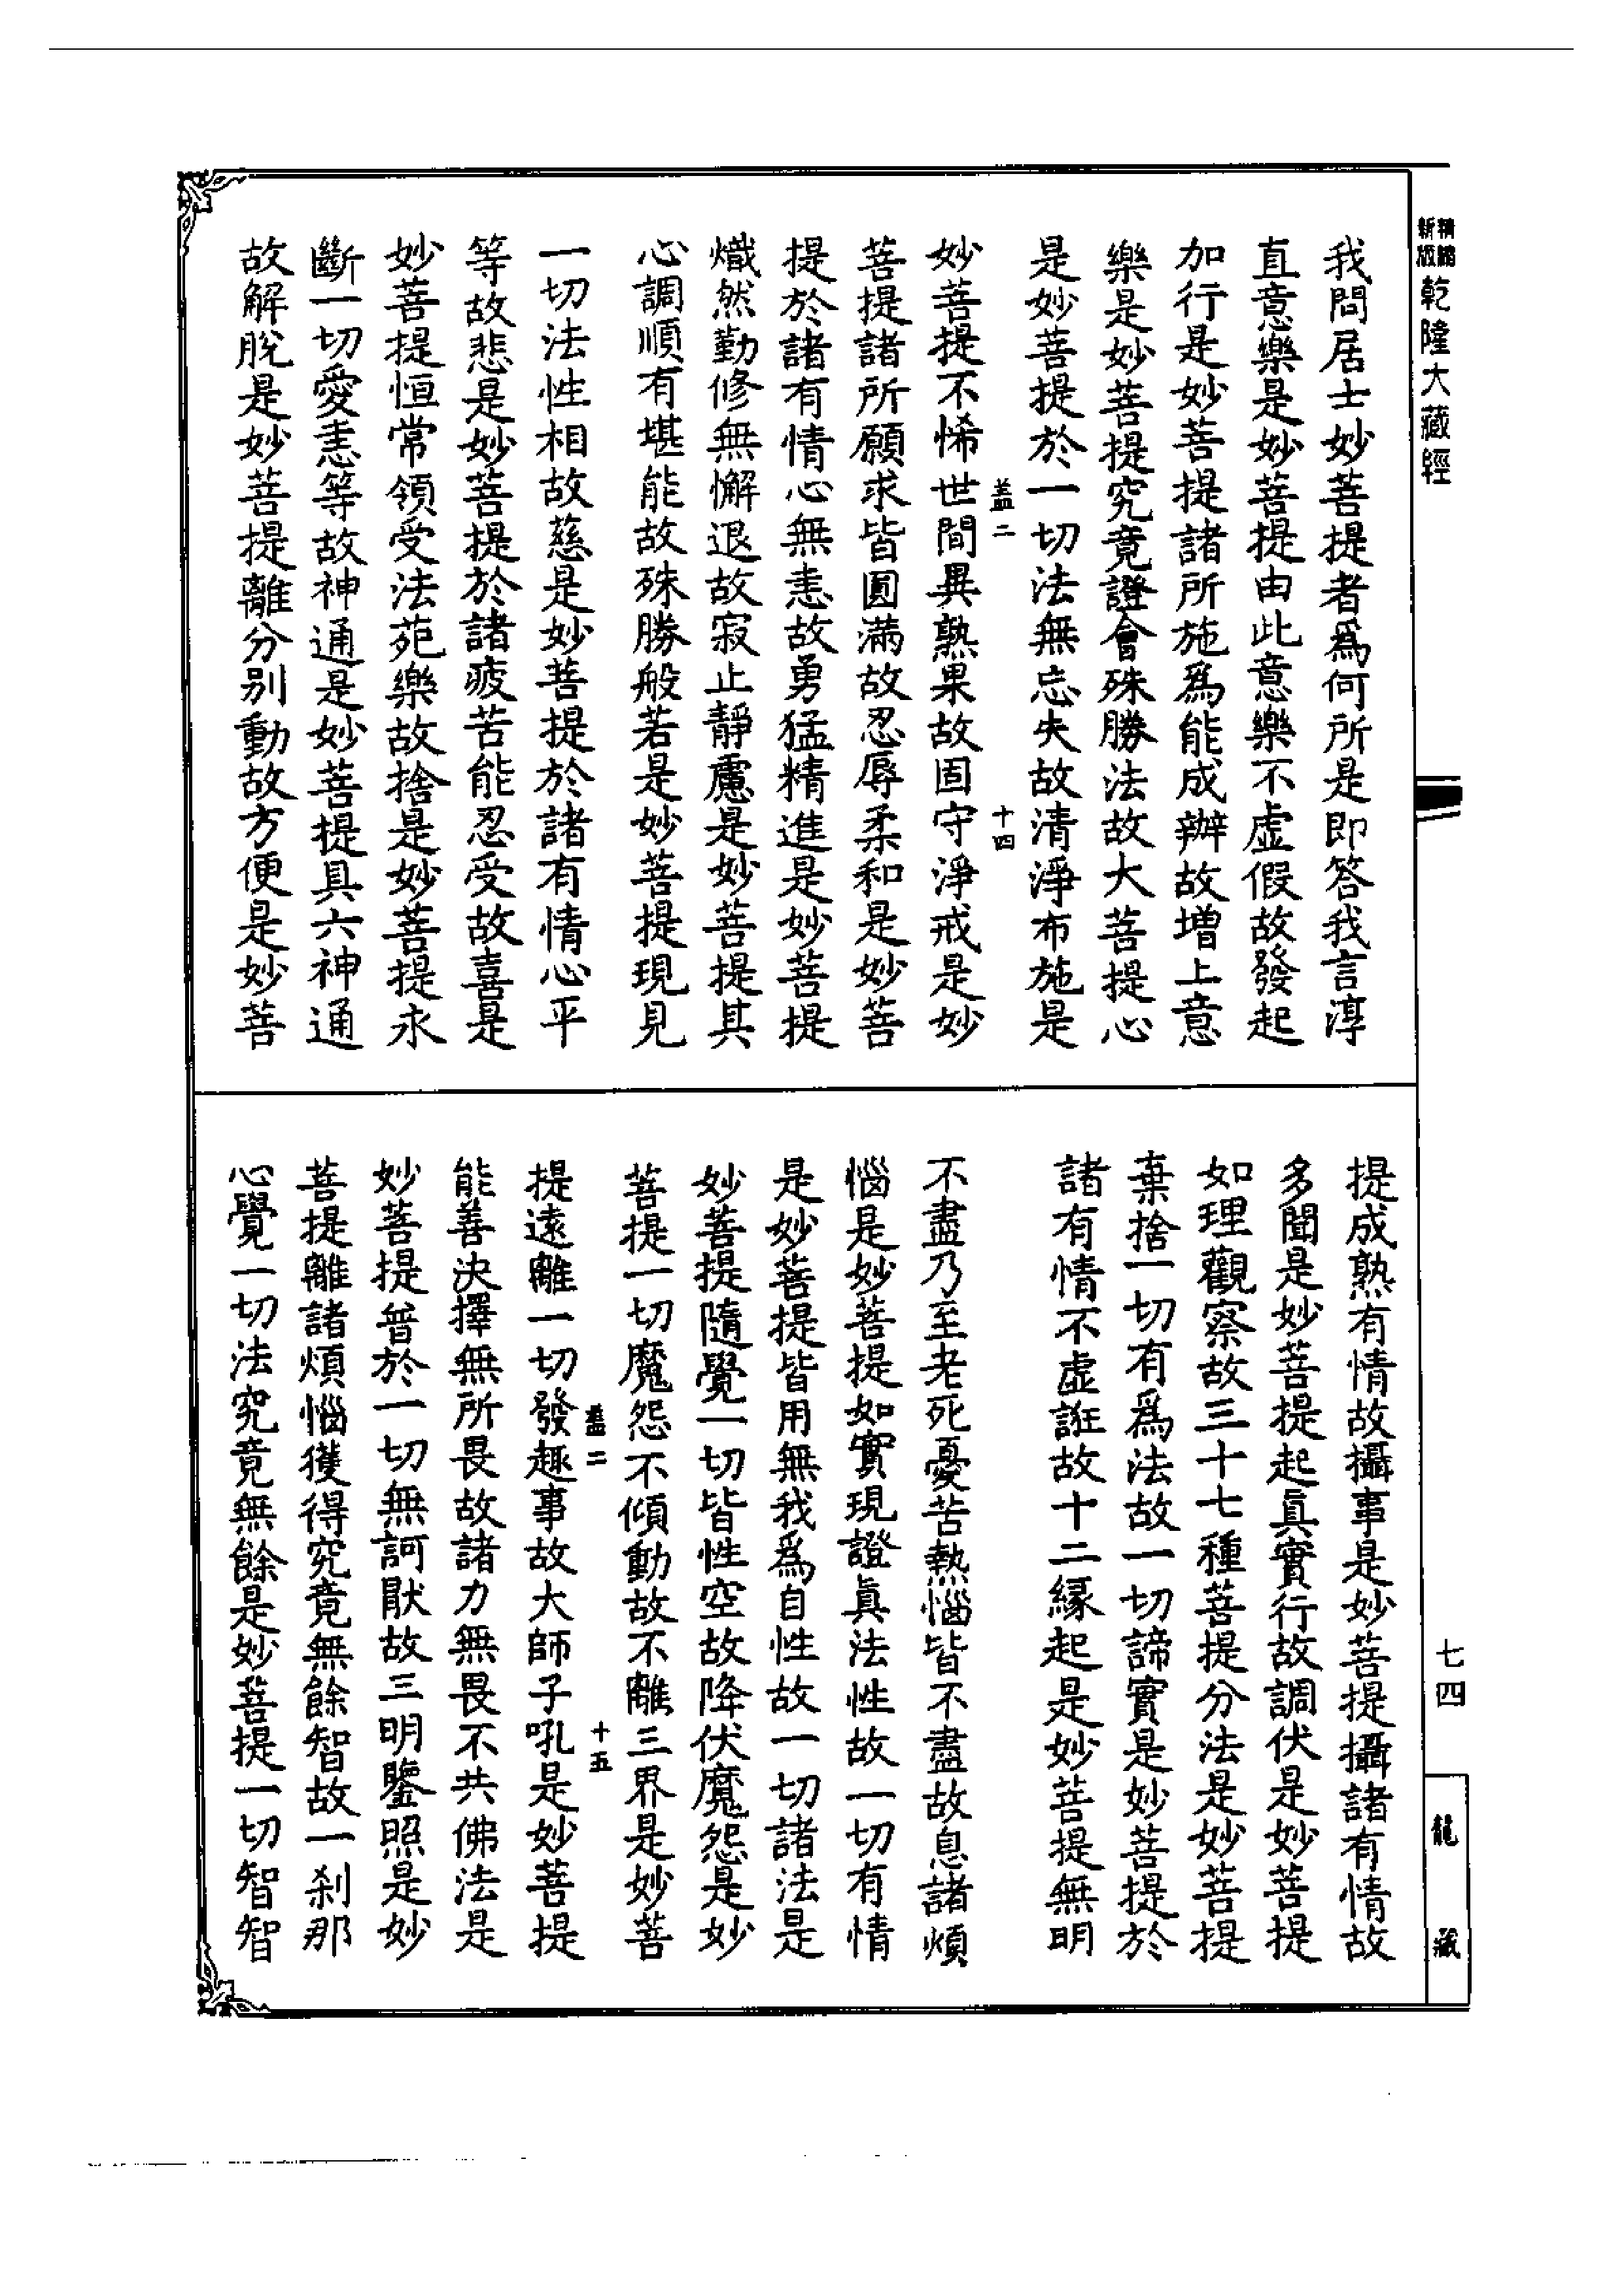 新版 精縮 乾隆大藏經
我問居士妙菩提者爲何所是即答我言淳
直意樂是妙菩提由此意樂不虛假故發起
加行是妙菩提諸所施爲能成辦故增上意
樂是妙菩提究竟證會殊勝法故大菩提心
是妙菩提於一切法無忘失故清淨布施是
盖二 十四
妙菩提不悕世間異熟果故固守淨戒是妙
菩提諸所願求皆圓滿故忍辱柔和是妙菩
提於諸有情心無恚故勇猛精進是妙菩提
熾然勤修無懈退故寂止靜慮是妙菩提其
心調順有堪能故殊勝般若是妙菩提現見
一切法性相故慈是妙菩提於諸有情心平
等故悲是妙菩提於諸疲苦能忍受故喜是
妙菩提恒常領受法苑樂故捨是妙菩提永
斷一切愛恚等故神通是妙菩提具六神通
故解脫是妙菩提離分別動故方便是妙菩
提成熟有情故攝事是妙菩提攝諸有情故
多聞是妙菩提起真實行故調伏是妙菩提
如理觀察故三十七種菩提分法是妙菩提
棄捨一切有爲法故一切諦實是妙菩提於
諸有情不虛誑故十二緣起是妙菩提無明
不盡乃至老死憂苦熱惱皆不盡故息諸煩
惱是妙菩提如實現證眞法性故一切有情
是妙菩提皆用無我爲自性故一切諸法是
妙菩提隨覺一切皆性空故降伏魔怨是妙
菩提一切魔怨不傾動故不離三界是妙菩
盖二 十五
提遠離一切發趣事故大師子吼是妙菩提
能善決擇無所畏故諸力無畏不共佛法是
妙菩提普於一切無訶猒故三明鑒照是妙
菩提離諸煩惱獲得究竟無餘智故一刹那
心覺一切法究竟無餘是妙菩提一切智智
七四
龍藏